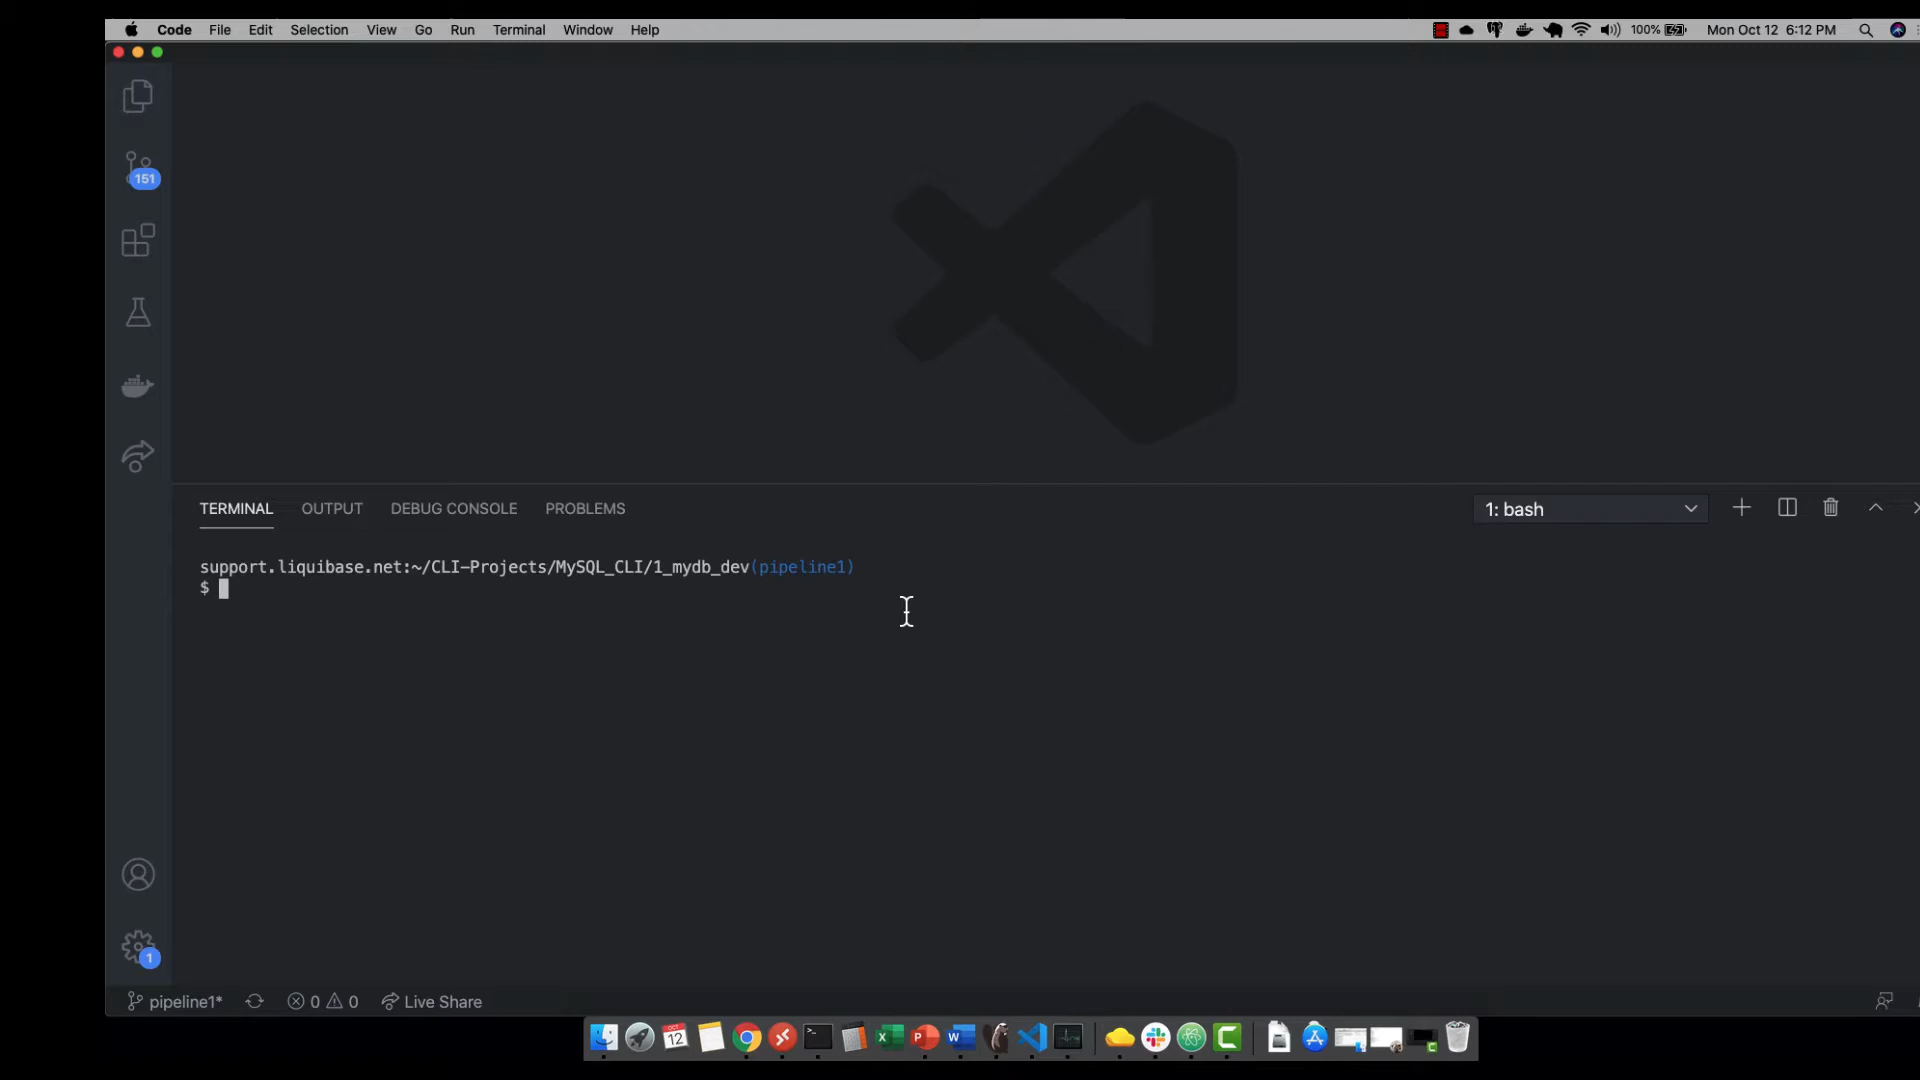 Code File Edit Selection View Go Run Terminal Window Help 100% Mon Oct 12 6:12 PM
151
TERMINAL OUTPUT DEBUG CONSOLE PROBLEMS 1: bash
support.liquibase.net:~/CLI-Projects/MySQL_CLI/1_mydb_dev(pipeline1)
$
1
pipeline1* 0 0 Live Share
OCT
12
X P W